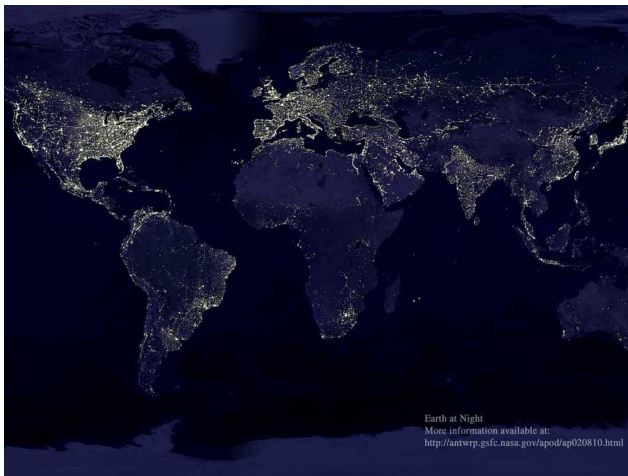 Earth at Night
More information available at:
http://antwrp.gsfc.nasa.gov/apod/ap020810.html